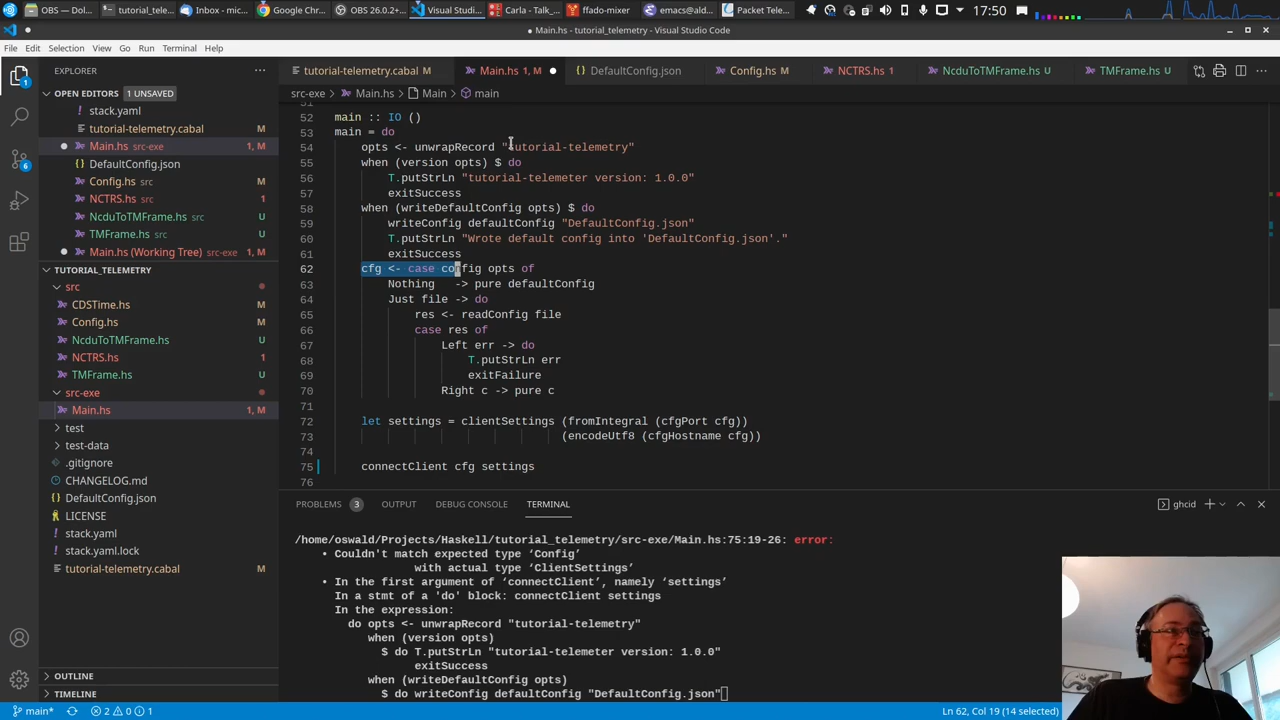 OBS — Dom...
tutorial_tele...
Inbox - mich...
Google Chr...
OBS 26.0.2+...
Visual Studi...
Carla - Talk_...
ffado-mixer
emacs@ald...
Packet Tele...
17:50
● Main.hs - tutorial_telemetry - Visual Studio Code
File Edit Selection View Go Run Terminal Help
EXPLORER
OPEN EDITORS 1 UNSAVED
stack.yaml
tutorial-telemetry.cabal M
Main.hs src-exe 1, M
DefaultConfig.json
Config.hs src M
NCTRS.hs src 1
NcduToTMFrame.hs src U
TMFrame.hs src U
Main.hs (Working Tree) src-exe
TUTORIAL_TELEMETRY
src
CDSTime.hs M
Config.hs M
NcduToTMFrame.hs U
NCTRS.hs 1
TMFrame.hs U
src-exe
Main.hs 1, M
test
test-data
.gitignore
CHANGELOG.md
DefaultConfig.json
LICENSE
stack.yaml
stack.yaml.lock
tutorial-telemetry.cabal M
OUTLINE
TIMELINE
tutorial-telemetry.cabal M
Main.hs 1, M
DefaultConfig.json
Config.hs M
NCTRS.hs 1
NcduToTMFrame.hs U
TMFrame.hs U
src-exe > Main.hs > Main > main
51
52 main :: IO ()
53 main = do
54 opts <- unwrapRecord "tutorial-telemetry"
55 when (version opts) $ do
56 T.putStrLn "tutorial-telemeter version: 1.0.0"
57 exitSuccess
58 when (writeDefaultConfig opts) $ do
59 writeConfig defaultConfig "DefaultConfig.json"
60 T.putStrLn "Wrote default config into 'DefaultConfig.json'."
61 exitSuccess
62 cfg <- case config opts of
63 Nothing -> pure defaultConfig
64 Just file -> do
65 res <- readConfig file
66 case res of
67 Left err -> do
68 T.putStrLn err
69 exitFailure
70 Right c -> pure c
71
72 let settings = clientSettings (fromIntegral (cfgPort cfg))
73 (encodeUtf8 (cfgHostname cfg))
74
75 connectClient cfg settings
76
PROBLEMS 3 OUTPUT DEBUG CONSOLE TERMINAL
ghcid
/home/oswald/Projects/Haskell/tutorial_telemetry/src-exe/Main.hs:75:19-26: error:
• Couldn't match expected type ‘Config’
with actual type ‘ClientSettings’
• In the first argument of ‘connectClient’, namely ‘settings’
In a stmt of a 'do' block: connectClient settings
In the expression:
do opts <- unwrapRecord "tutorial-telemetry"
when (version opts)
$ do T.putStrLn "tutorial-telemeter version: 1.0.0"
exitSuccess
when (writeDefaultConfig opts)
$ do writeConfig defaultConfig "DefaultConfig.json"
main* 2 0 1
Ln 62, Col 19 (14 selected)